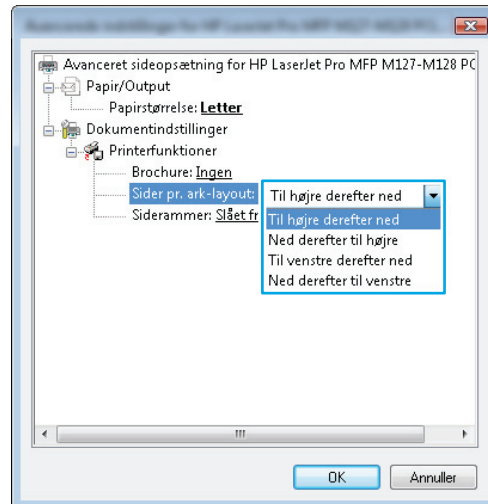 Avanceret sideopsætning for HP LaserJet Pro MFP M127-M128 PC
Papir/Output
Papirstørrelse: Letter
Dokumentindstillinger
Printerfunktioner
Brochure: Ingen
Sider pr. ark-layout: Til højre derefter ned
Siderammer: Slået fr
Til højre derefter ned
Ned derefter til højre
Til venstre derefter ned
Ned derefter til venstre
OK Annuller